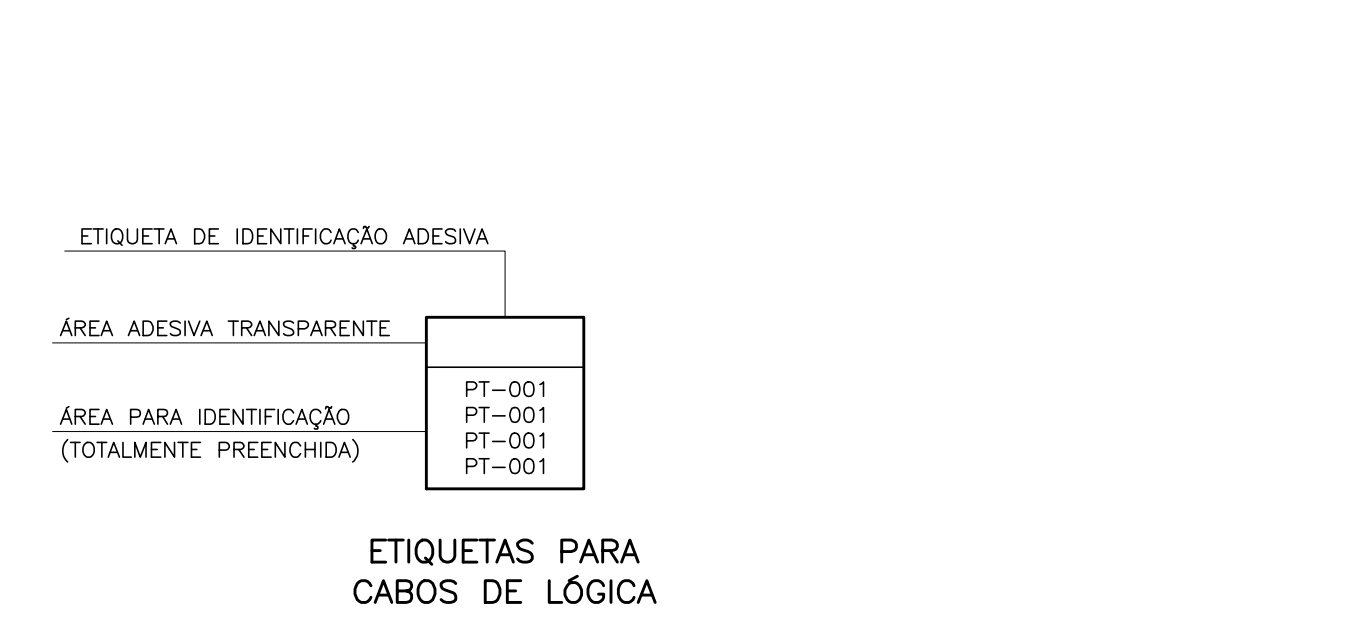 ETIQUETA DE IDENTIFICAÇÃO ADESIVA
ÁREA ADESIVA TRANSPARENTE
ÁREA PARA IDENTIFICAÇÃO
(TOTALMENTE PREENCHIDA)
PT-001
PT-001
PT-001
PT-001
ETIQUETAS PARA
CABOS DE LÓGICA